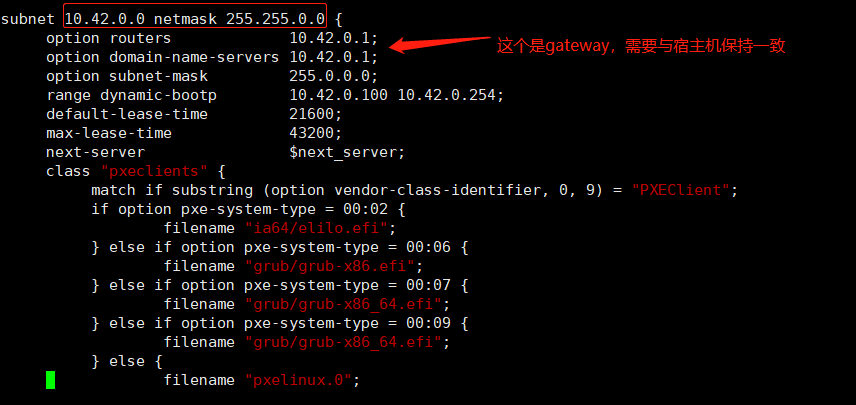 subnet 10.42.0.0 netmask 255.255.0.0 {
option routers 10.42.0.1;
option domain-name-servers 10.42.0.1;
这个是gateway，需要与宿主机保持一致
option subnet-mask 255.0.0.0;
range dynamic-bootp 10.42.0.100 10.42.0.254;
default-lease-time 21600;
max-lease-time 43200;
next-server $next_server;
class "pxeclients" {
match if substring (option vendor-class-identifier, 0, 9) = "PXEClient";
if option pxe-system-type = 00:02 {
filename "ia64/elilo.efi";
} else if option pxe-system-type = 00:06 {
filename "grub/grub-x86.efi";
} else if option pxe-system-type = 00:07 {
filename "grub/grub-x86_64.efi";
} else if option pxe-system-type = 00:09 {
filename "grub/grub-x86_64.efi";
} else {
filename "pxelinux.0";